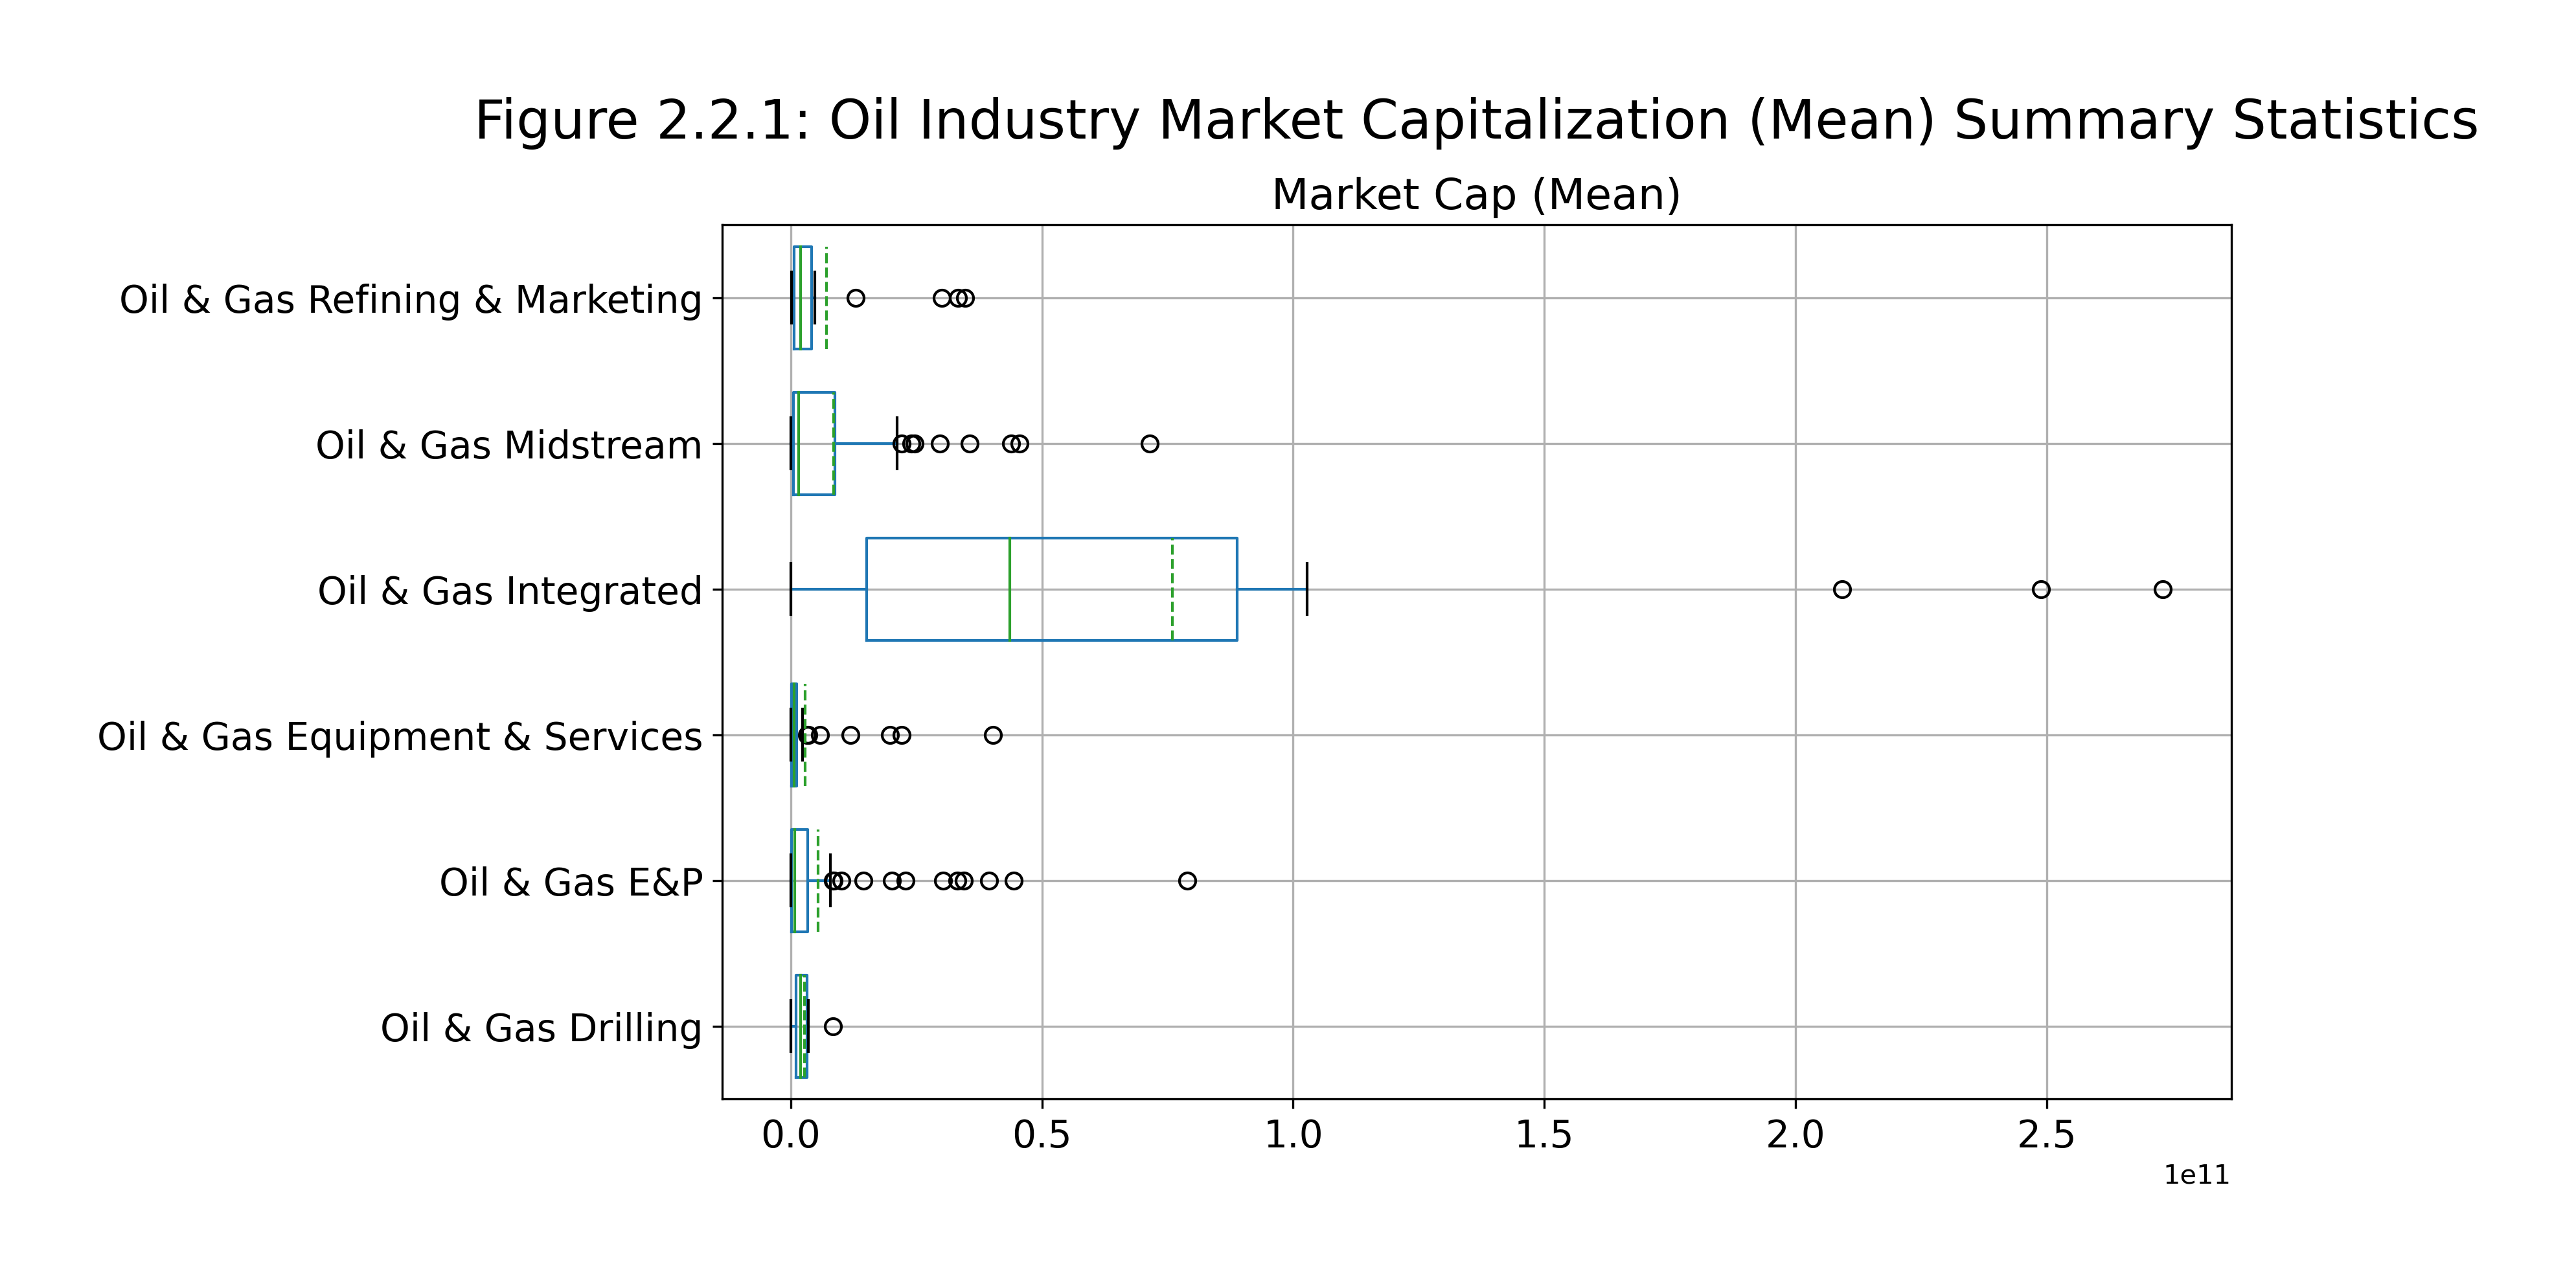 Figure 2.2.1: Oil Industry Market Capitalization (Mean) Summary Statistics
Market Cap (Mean)
Oil & Gas Refining & Marketing
Oil & Gas Midstream
Oil & Gas Integrated
Oil & Gas Equipment & Services
Oil & Gas E&P
Oil & Gas Drilling
0.0 0.5 1.0 1.5 2.0 2.5
1e11